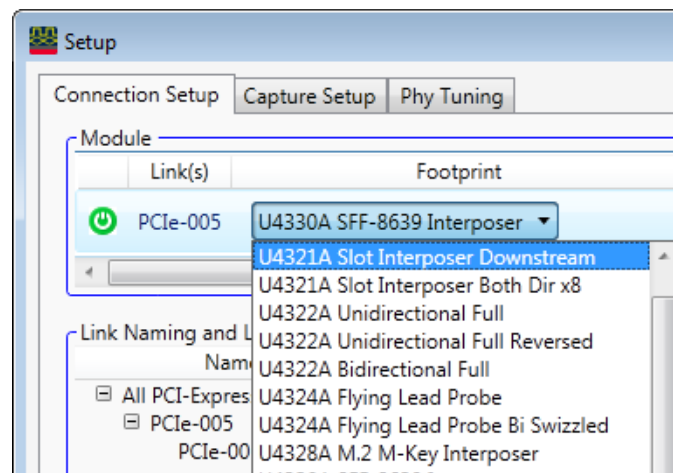 Setup
Connection Setup Capture Setup Phy Tuning
Module
Link(s) Footprint
PCIe-005 U4330A SFF-8639 Interposer
U4321A Slot Interposer Downstream
U4321A Slot Interposer Both Dir x8
U4322A Unidirectional Full
Link Naming and L
U4322A Unidirectional Full Reversed
Nam
U4322A Bidirectional Full
All PCI-Expres
U4324A Flying Lead Probe
PCIe-005
U4324A Flying Lead Probe Bi Swizzled
PCIe-00
U4328A M.2 M-Key Interposer